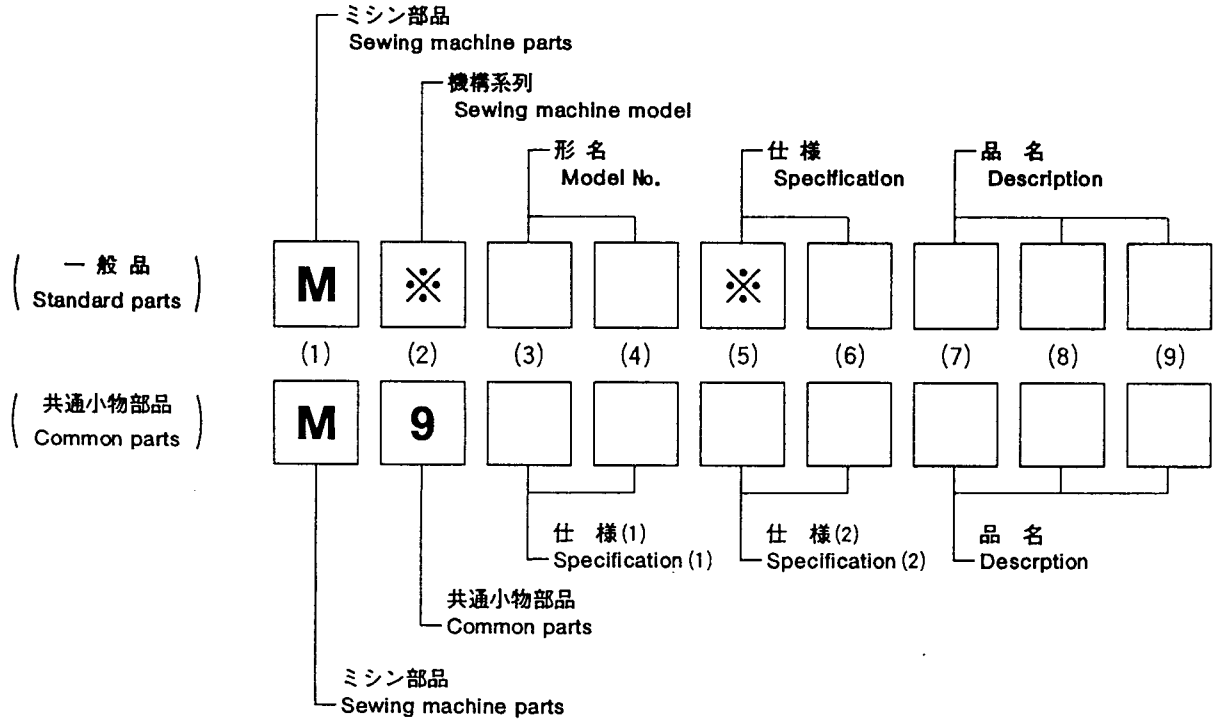 ミシン部品
Sewing machine parts
機構系列
Sewing machine model
形 名
Model No.
仕 様
Specification
品 名
Description
一 般 品
Standard parts
M ※ ※
(1) (2) (3) (4) (5) (6) (7) (8) (9)
共通小物部品
Common parts
M 9
仕 様(1)
Specification(1)
仕 様(2)
Specification(2)
品 名
Descrption
共通小物部品
Common parts
ミシン部品
Sewing machine parts